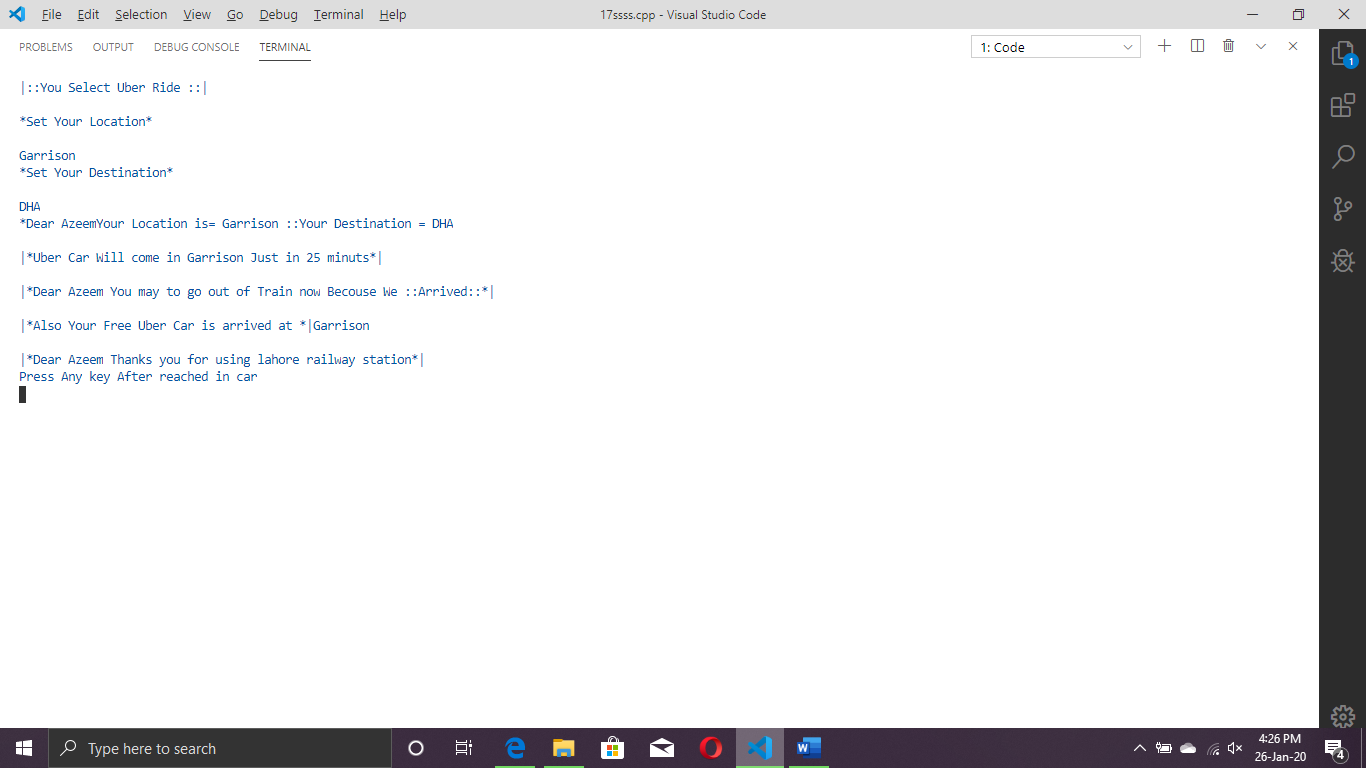 File Edit Selection View Go Debug Terminal Help 17ssss.cpp - Visual Studio Code
PROBLEMS OUTPUT DEBUG CONSOLE TERMINAL 1: Code
|::You Select Uber Ride ::|
*Set Your Location*
Garrison
*Set Your Destination*
DHA
*Dear AzeemYour Location is= Garrison ::Your Destination = DHA
|*Uber Car Will come in Garrison Just in 25 minuts*|
|*Dear Azeem You may to go out of Train now Becouse We ::Arrived::*|
|*Also Your Free Uber Car is arrived at *|Garrison
|*Dear Azeem Thanks you for using lahore railway station*|
Press Any key After reached in car
1
Type here to search
4:26 PM
26-Jan-20
4